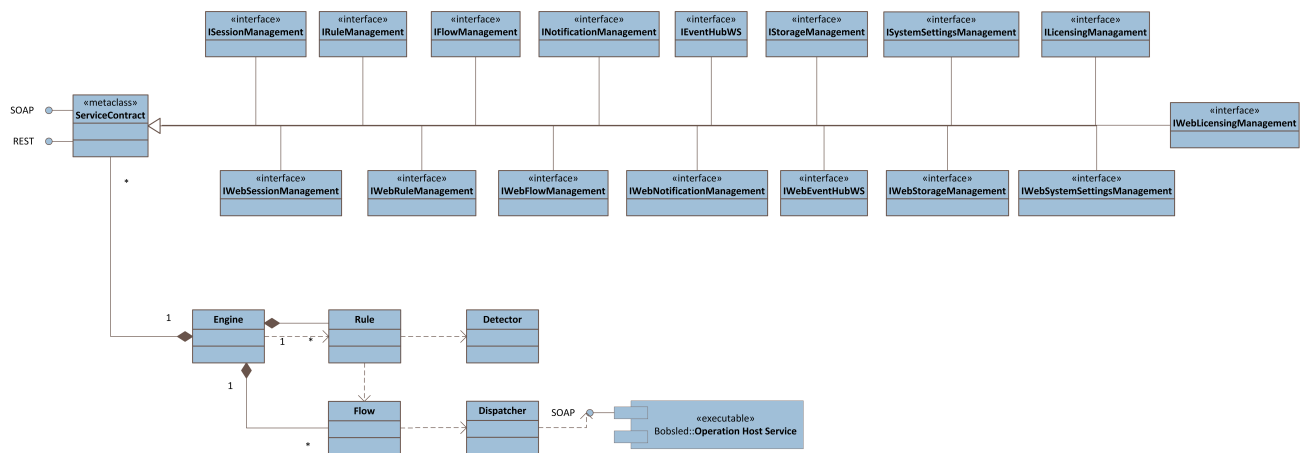 «interface»
ISessionManagement
«interface»
IRuleManagement
«interface»
IFlowManagement
«interface»
INotificationManagement
«interface»
IEventHubWS
«interface»
IStorageManagement
«interface»
ISystemSettingsManagement
«interface»
ILicensingManagament
SOAP
REST
«metaclass»
ServiceContract
«interface»
IWebLicensingManagement
*
«interface»
IWebSessionManagement
«interface»
IWebRuleManagement
«interface»
IWebFlowManagement
«interface»
IWebNotificationManagement
«interface»
IWebEventHubWS
«interface»
IWebStorageManagement
«interface»
IWebSystemSettingsManagement
1
Engine
1
*
Rule
Detector
1
*
Flow
Dispatcher
SOAP
«executable»
Bobsled::Operation Host Service